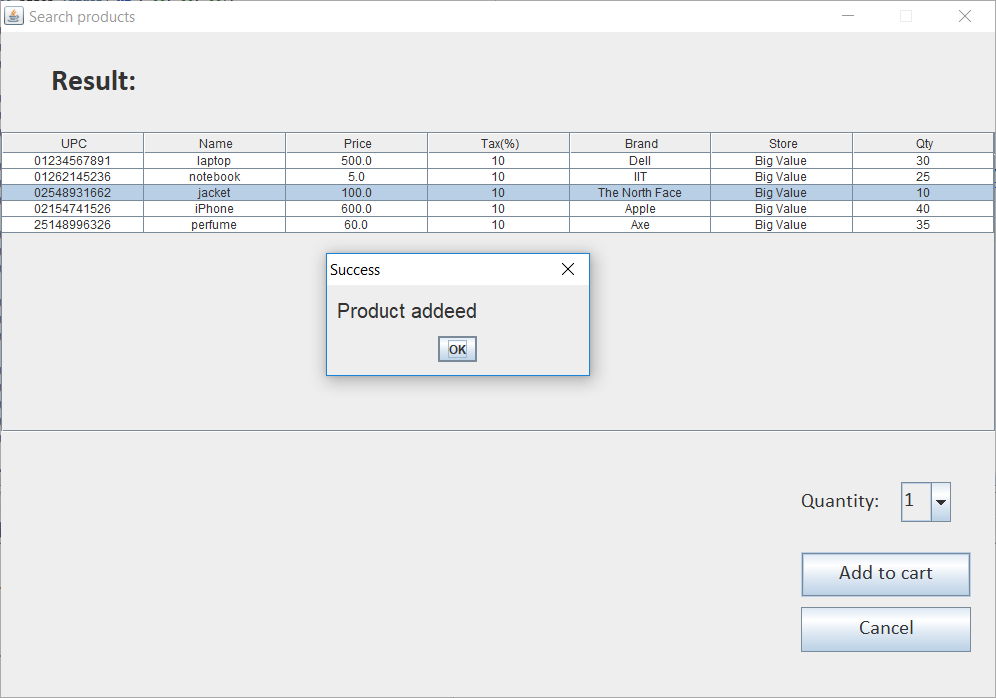 Search products
Result:
UPC Name Price Tax(%) Brand Store Qty
01234567891 laptop 500.0 10 Dell Big Value 30
01262145236 notebook 5.0 10 IIT Big Value 25
02548931662 jacket 100.0 10 The North Face Big Value 10
02154741526 iPhone 600.0 10 Apple Big Value 40
25148996326 perfume 60.0 10 Axe Big Value 35
Success
Product addeed
OK
Quantity: 1
Add to cart
Cancel